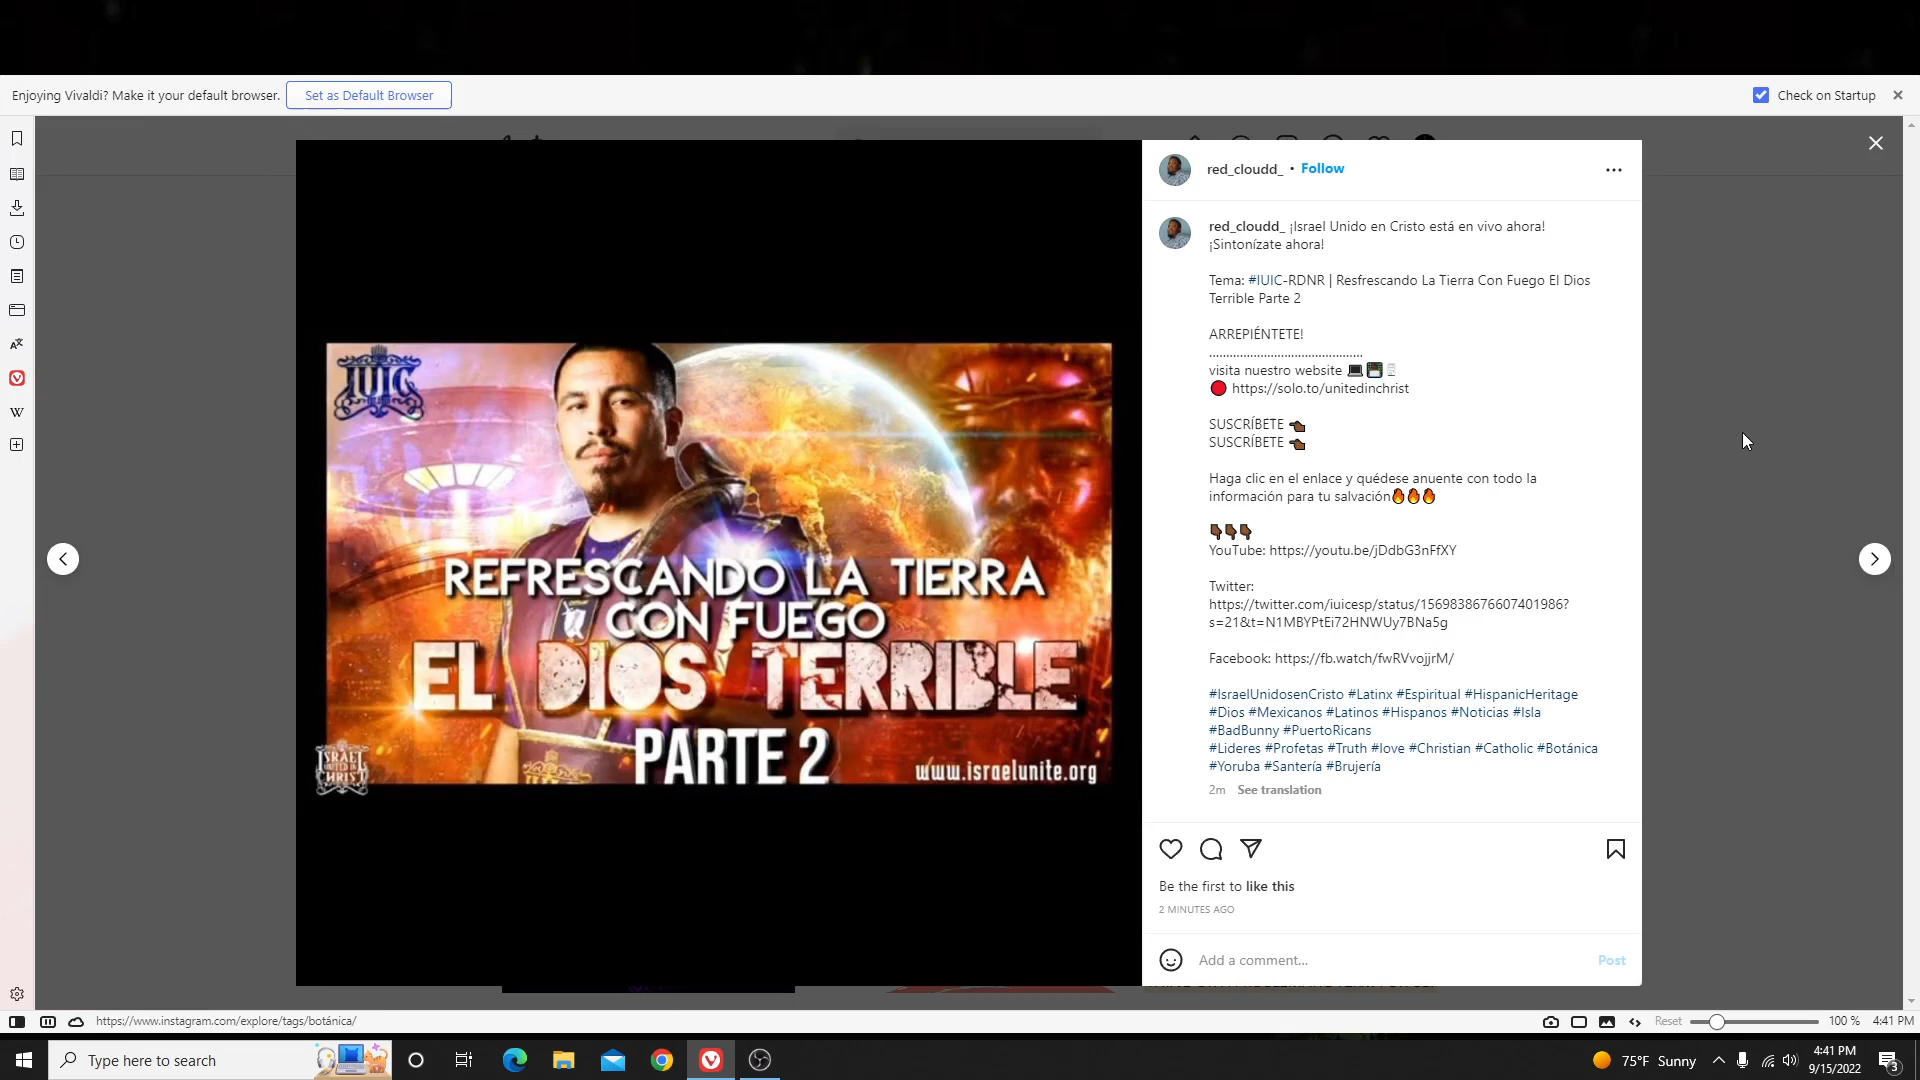 Enjoying Vivaldi? Make it your default browser. Set as Default Browser Check on Startup
red_cloudd_ • Follow
red_cloudd_ ¡Israel Unido en Cristo está en vivo ahora!
¡Sintonízate ahora!
Tema: #IUIC-RDNR | Resfrescando La Tierra Con Fuego El Dios
Terrible Parte 2
ARREPIÉNTETE!
............................................
visita nuestro website
https://solo.to/unitedinchrist
SUSCRÍBETE
SUSCRÍBETE
Haga clic en el enlace y quédese anuente con todo la
información para tu salvación
YouTube: https://youtu.be/jDdbG3nFfXY
Twitter:
https://twitter.com/iuicesp/status/1569838676607401986?
s=21&t=N1MBYPtEi72HNWUy7BNa5g
Facebook: https://fb.watch/fwRVvojjrM/
#IsraelUnidosenCristo #Latinx #Espiritual #HispanicHeritage
#Dios #Mexicanos #Latinos #Hispanos #Noticias #Isla
#BadBunny #PuertoRicans
#Lideres #Profetas #Truth #love #Christian #Catholic #Botánica
#Yoruba #Santería #Brujería
2m See translation
Be the first to like this
2 MINUTES AGO
Add a comment... Post
IUIC
REFRESCANDO LA TIERRA
CON FUEGO
EL DIOS TERRIBLE
PARTE 2
ISRAEL
UNITED IN
CHRIST
www.israelunite.org
https://www.instagram.com/explore/tags/botánica/
Reset 100 % 4:41 PM
Type here to search
75°F Sunny
4:41 PM
9/15/2022
3